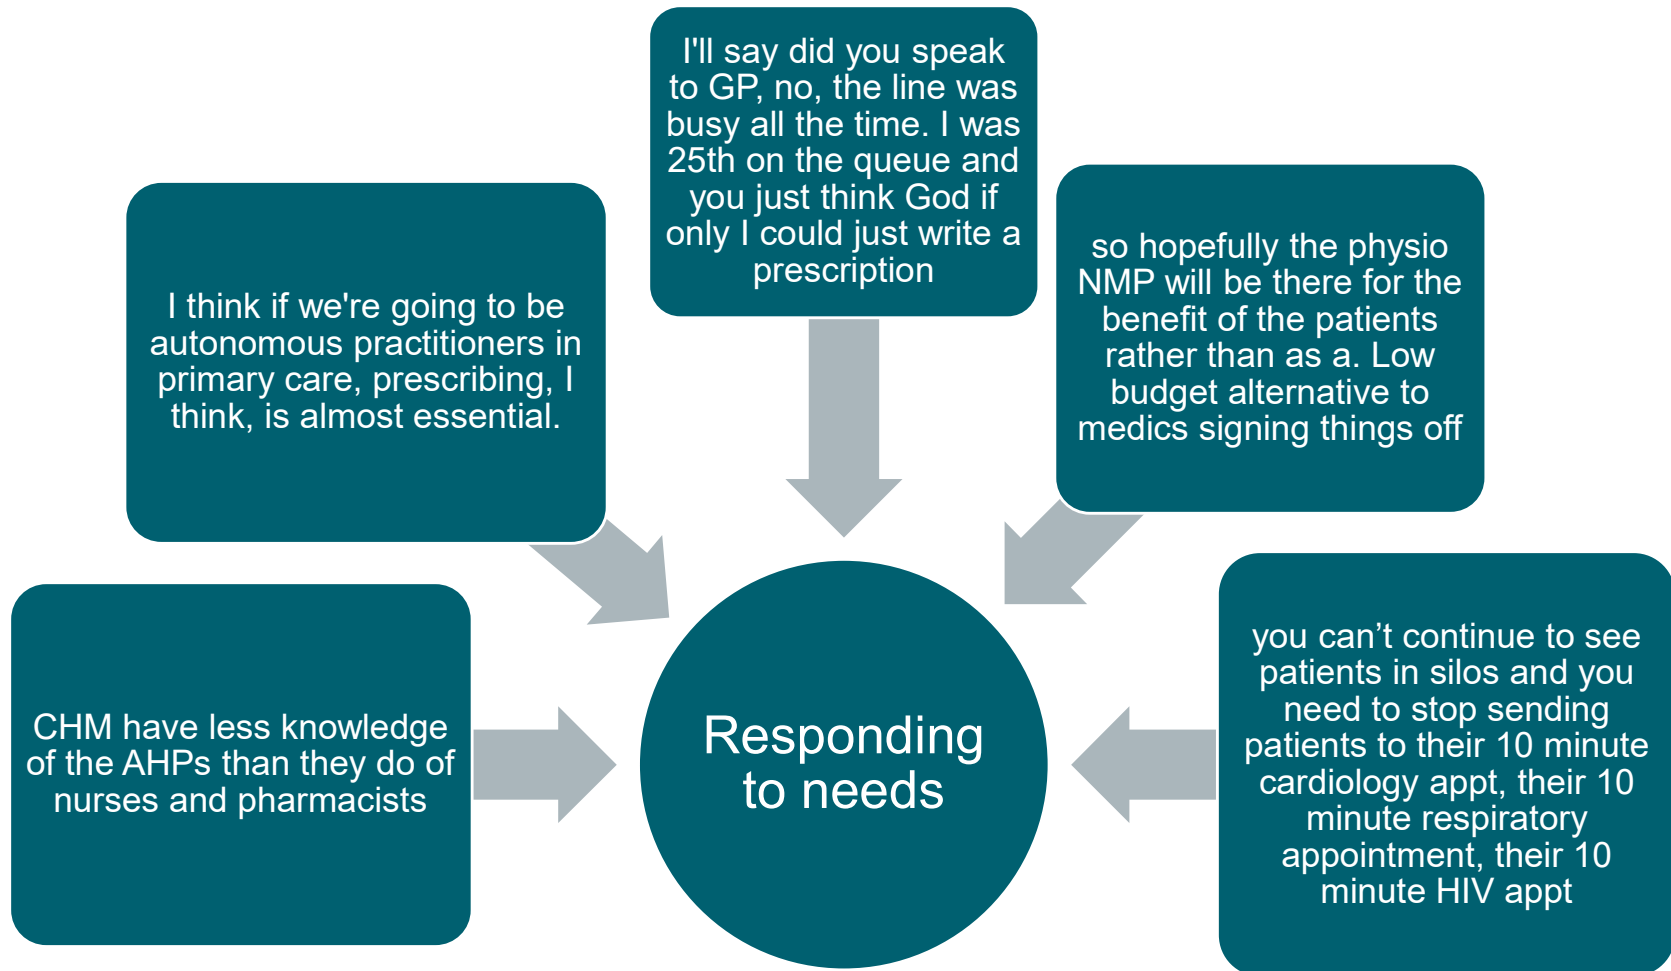 I'll say did you speak
to GP, no, the line was
busy all the time. I was
25th on the queue and
you just think God if
only I could just write a
prescription
I think if we're going to be
autonomous practitioners in
primary care, prescribing, I
think, is almost essential.
so hopefully the physio
NMP will be there for the
benefit of the patients
rather than as a. Low
budget alternative to
medics signing things off
CHM have less knowledge
of the AHPs than they do of
nurses and pharmacists
Responding
to needs
you can’t continue to see
patients in silos and you
need to stop sending
patients to their 10 minute
cardiology appt, their 10
minute respiratory
appointment, their 10
minute HIV appt